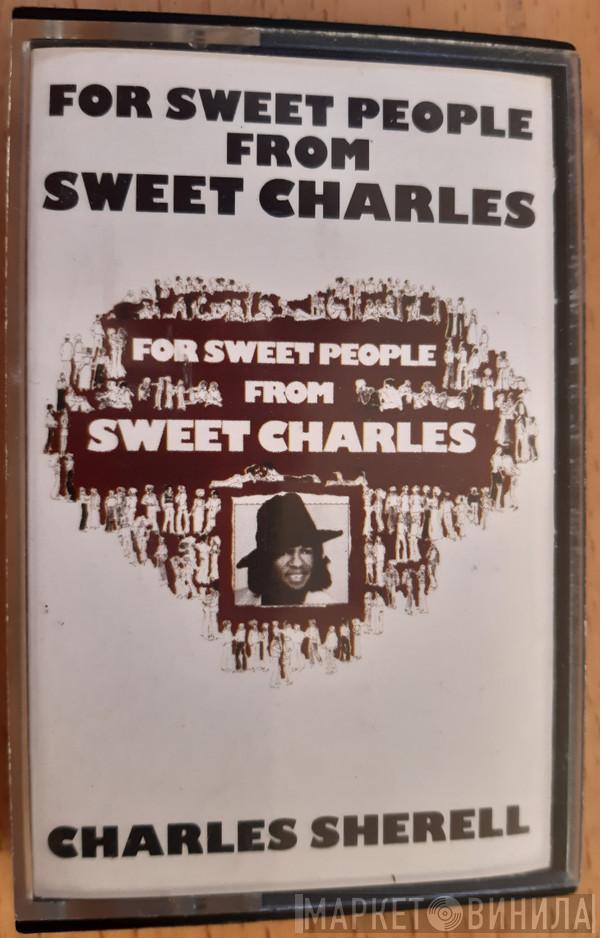 FOR SWEET PEOPLE
FROM
SWEET CHARLES
FOR SWEET PEOPLE
FROM
SWEET CHARLES
CHARLES SHERELL
МАРКЕТ ВИНИЛА